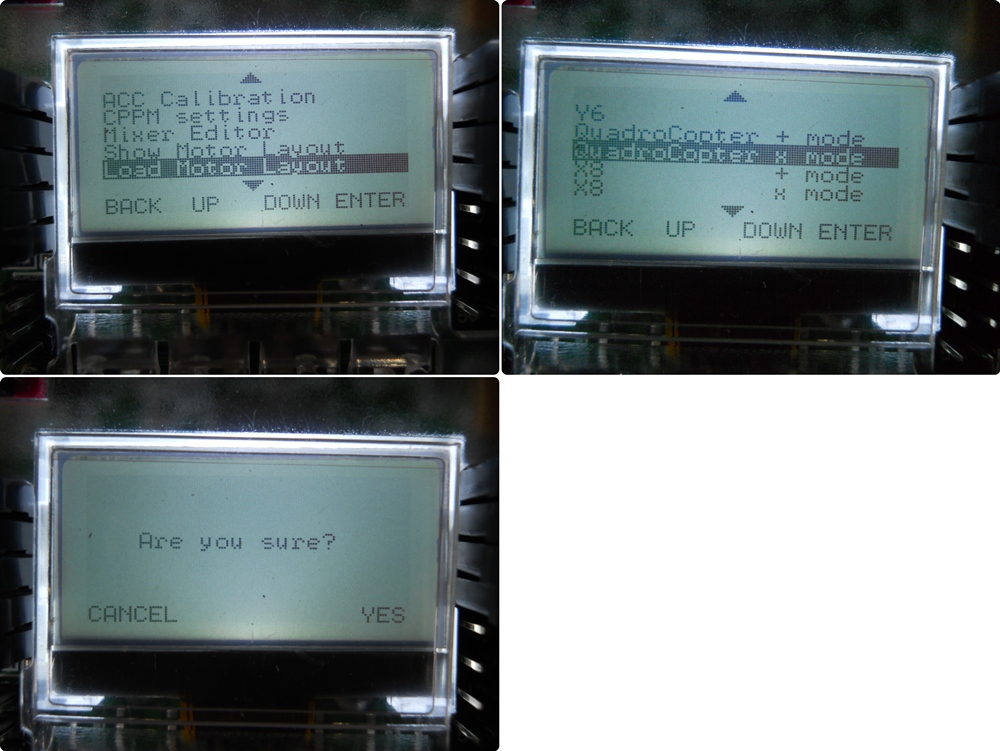 ACC Calibration
CPPM settings
Mixer Editor
Show Motor Layout
Load Motor Layout
BACK UP DOWN ENTER
Y6
QuadroCopter + mode
QuadroCopter x Mode
X8 + mode
X8 x mode
BACK UP DOWN ENTER
Are you sure?
CANCEL YES